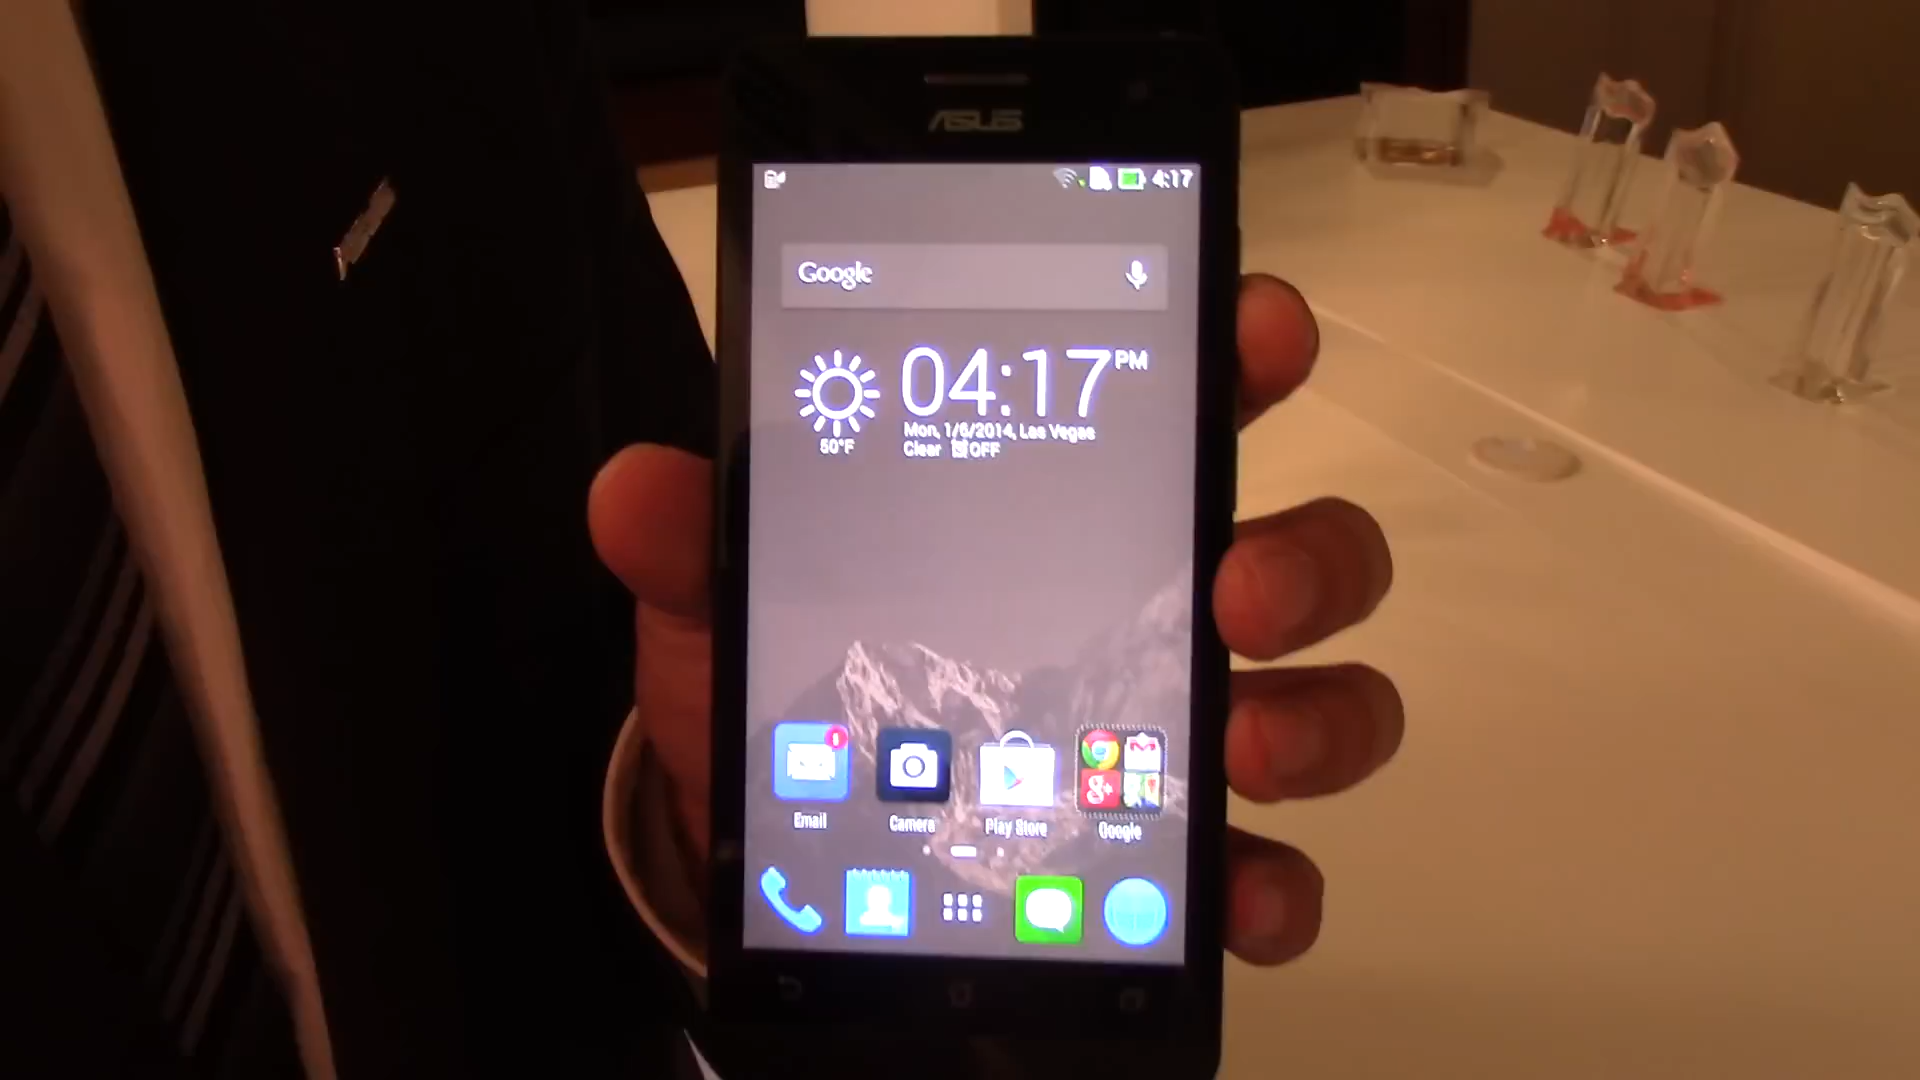 ASUS
4:17
Google
04:17 PM
50°F
Mon, 1/6/2014, Las Vegas
Clear OFF
Email
Camera
Play Store
Google